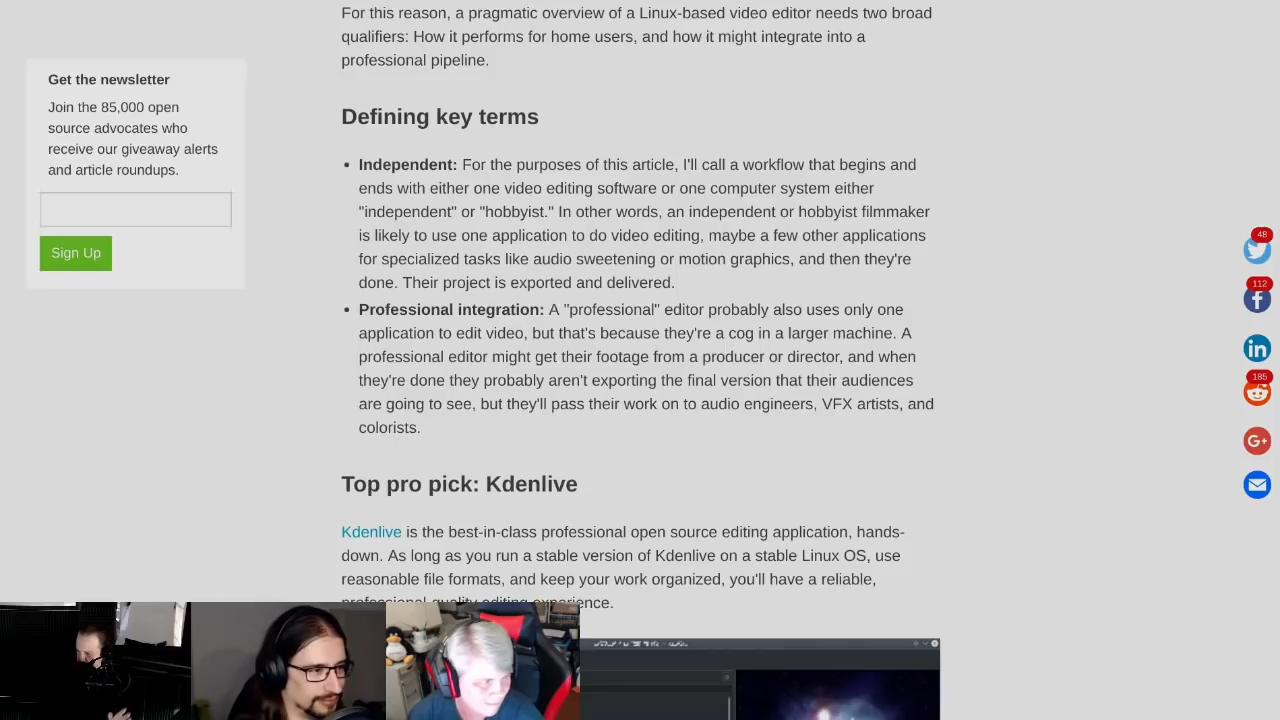 For this reason, a pragmatic overview of a Linux-based video editor needs two broad
qualifiers: How it performs for home users, and how it might integrate into a
professional pipeline.
Get the newsletter
Join the 85,000 open
source advocates who
receive our giveaway alerts
and article roundups.
Sign Up
Defining key terms
• Independent: For the purposes of this article, I'll call a workflow that begins and
ends with either one video editing software or one computer system either
"independent" or "hobbyist." In other words, an independent or hobbyist filmmaker
is likely to use one application to do video editing, maybe a few other applications
for specialized tasks like audio sweetening or motion graphics, and then they're
done. Their project is exported and delivered.
• Professional integration: A "professional" editor probably also uses only one
application to edit video, but that's because they're a cog in a larger machine. A
professional editor might get their footage from a producer or director, and when
they're done they probably aren't exporting the final version that their audiences
are going to see, but they'll pass their work on to audio engineers, VFX artists, and
colorists.
Top pro pick: Kdenlive
Kdenlive is the best-in-class professional open source editing application, hands-
down. As long as you run a stable version of Kdenlive on a stable Linux OS, use
reasonable file formats, and keep your work organized, you'll have a reliable,
professional-quality editing experience.
48
112
in
185
G+